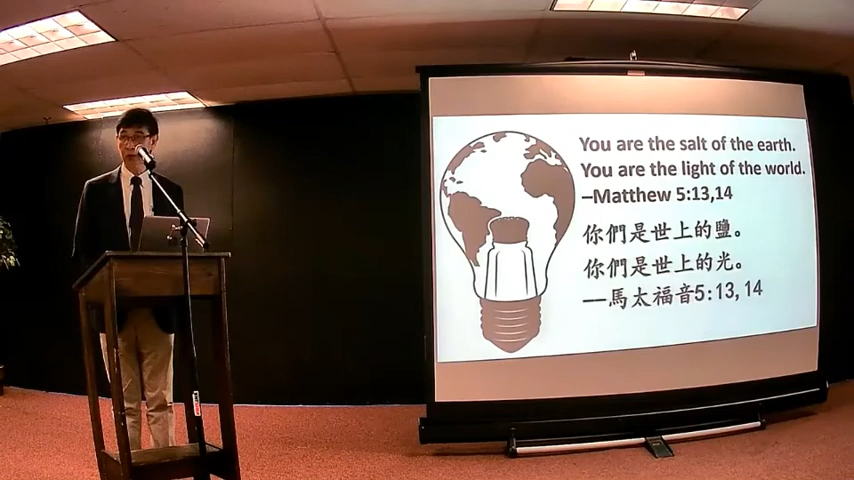 You are the salt of the earth.
You are the light of the world.
–Matthew 5:13,14
你們是世上的鹽。
你們是世上的光。
—馬太福音5:13, 14